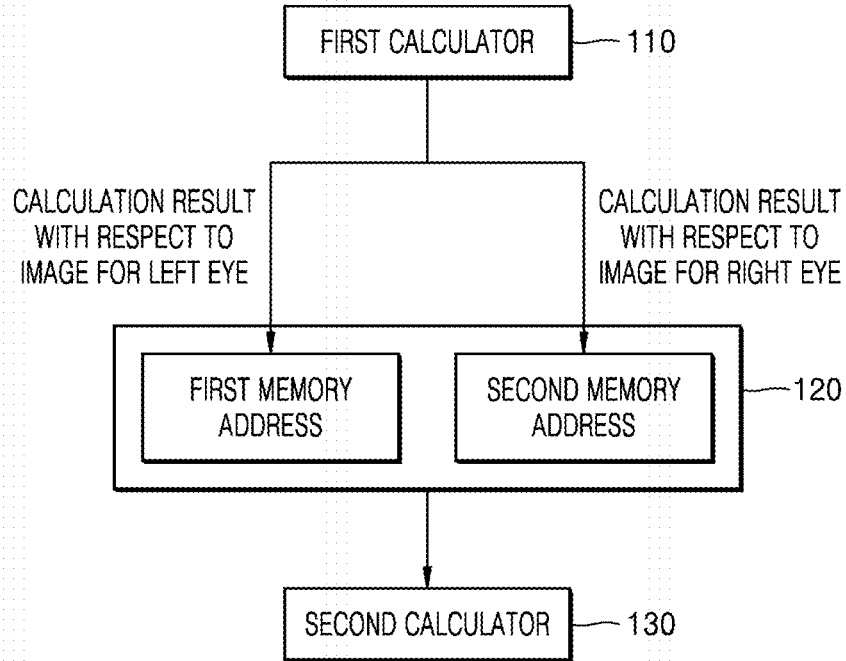 FIRST CALCULATOR
110
CALCULATION RESULT
WITH RESPECT TO
IMAGE FOR LEFT EYE
CALCULATION RESULT
WITH RESPECT TO
IMAGE FOR RIGHT EYE
FIRST MEMORY
ADDRESS
SECOND MEMORY
ADDRESS
120
SECOND CALCULATOR
130